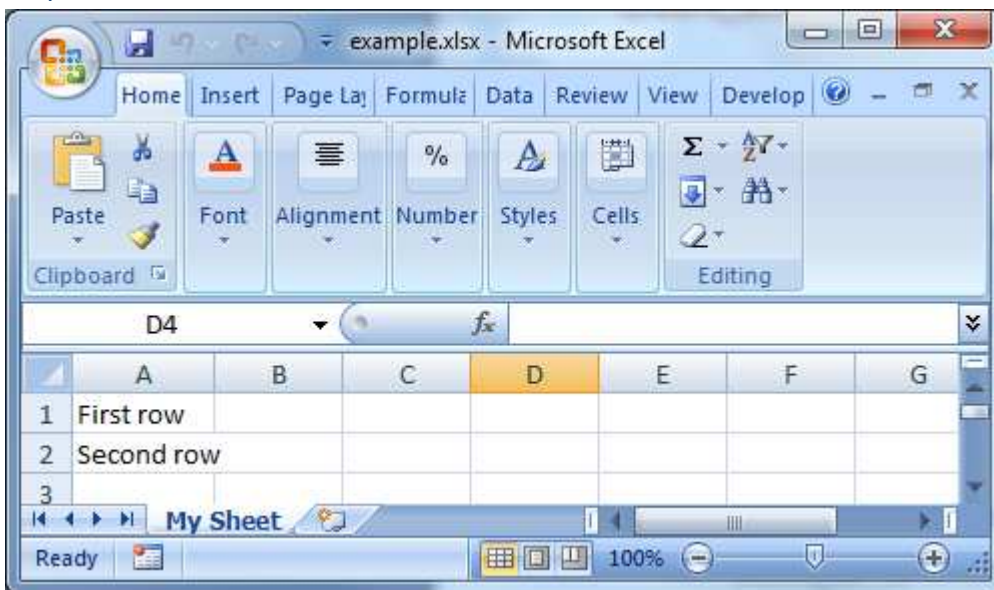 example.xlsx - Microsoft Excel
Home Insert Page Lay Formula Data Review View Develop
Paste
Font Alignment Number Styles Cells
Clipboard Editing
D4 fx
A B C D E F G
1 First row
2 Second row
3
My Sheet
Ready 100%